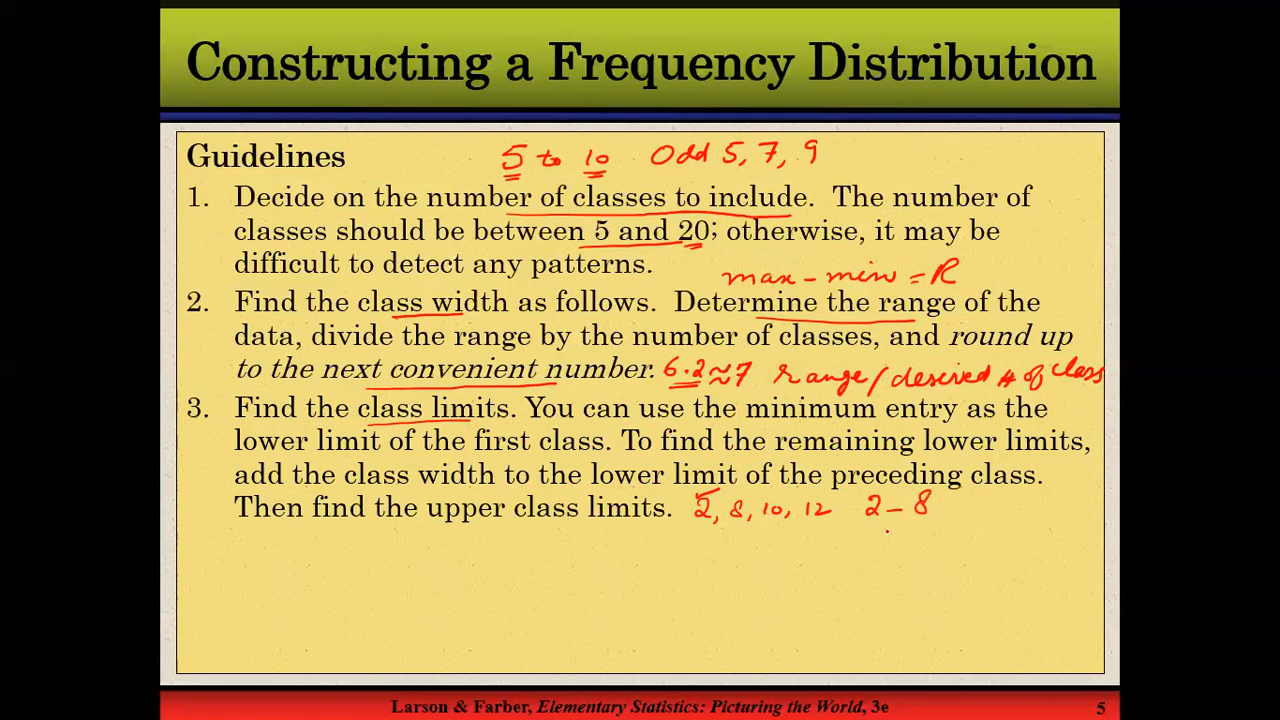 Constructing a Frequency Distribution
Guidelines 5 to 10 Odd 5, 7, 9
1. Decide on the number of classes to include. The number of
classes should be between 5 and 20; otherwise, it may be
difficult to detect any patterns.
max - min = R
2. Find the class width as follows. Determine the range of the
data, divide the range by the number of classes, and round up
to the next convenient number. 6.2≈7 range/desired # of class
3. Find the class limits. You can use the minimum entry as the
lower limit of the first class. To find the remaining lower limits,
add the class width to the lower limit of the preceding class.
Then find the upper class limits. 2, 8, 10, 12 2 - 8
Larson & Farber, Elementary Statistics: Picturing the World, 3e 5